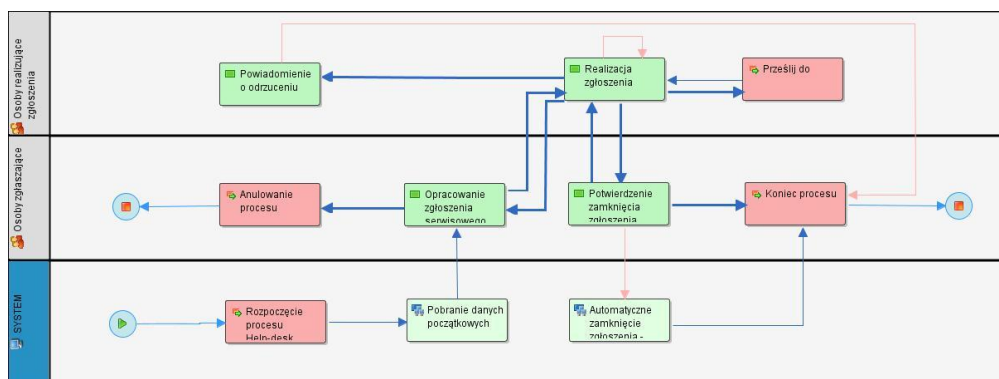 Osoby realizujące
zgłoszenia
Powiadomienie
o odrzuceniu
Realizacja
zgłoszenia
Prześlij do
Osoby zgłaszające
Anulowanie
procesu
Opracowanie
zgłoszenia
serwisowego
Potwierdzenie
zamknięcia
zgłoszenia
Koniec procesu
SYSTEM
Rozpoczęcie
procesu
Help-desk
Pobranie danych
początkowych
Automatyczne
zamknięcie
zgłoszenia -